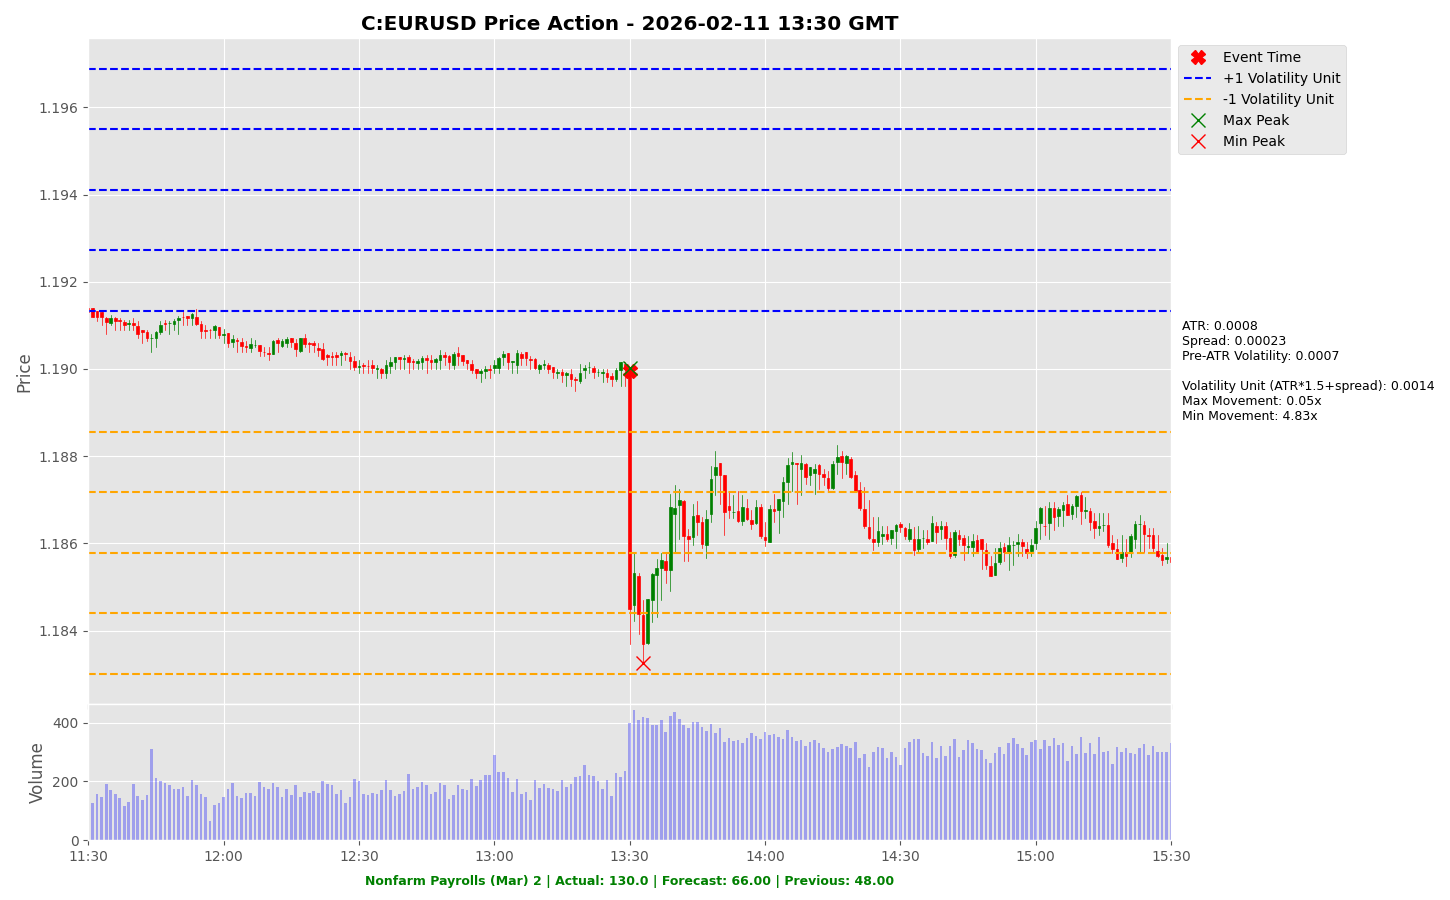 C:EURUSD Price Action - 2026-02-11 13:30 GMT
Event Time
+1 Volatility Unit
-1 Volatility Unit
Max Peak
Min Peak
Price
1.196
1.194
1.192
1.190
1.188
1.186
1.184
ATR: 0.0008
Spread: 0.00023
Pre-ATR Volatility: 0.0007
Volatility Unit (ATR*1.5+spread): 0.0014
Max Movement: 0.05x
Min Movement: 4.83x
Volume
400
200
0
11:30 12:00 12:30 13:00 13:30 14:00 14:30 15:00 15:30
Nonfarm Payrolls (Mar) 2 | Actual: 130.0 | Forecast: 66.00 | Previous: 48.00